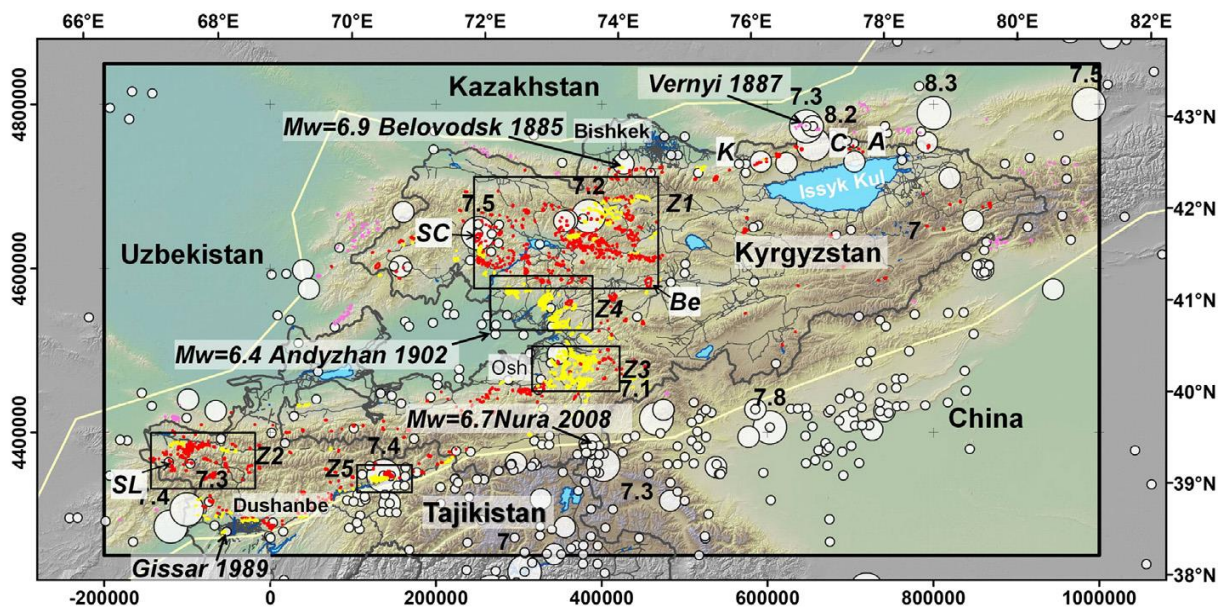 66°E 68°E 70°E 72°E 74°E 76°E 78°E 80°E 82°E
4800000
43°N
Kazakhstan
Vernyi 1887
7.3
8.2
8.3
7.5
Mw=6.9 Belovodsk 1885
Bishkek
K
C
A
Issyk Kul
7.2
7.5
Z1
SC
42°N
7
Uzbekistan
Kyrgyzstan
4600000
Be
Z4
41°N
Mw=6.4 Andyzhan 1902
Osh
Z3
7.1
40°N
Mw=6.7Nura 2008
7.8
China
4400000
7.4
Z2
Z5
SL
7.3
7.4
39°N
Dushanbe
Tajikistan
7.3
7
Gissar 1989
38°N
-200000 0 200000 400000 600000 800000 1000000